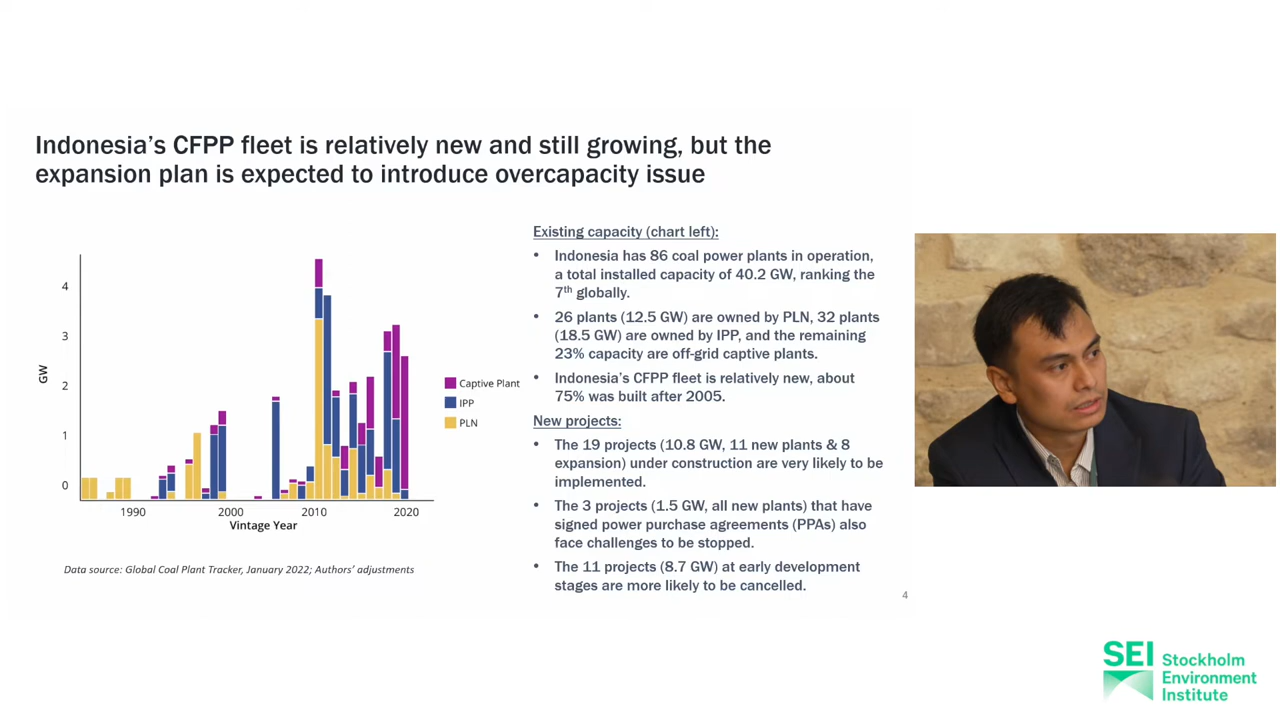 Indonesia’s CFPP fleet is relatively new and still growing, but the
expansion plan is expected to introduce overcapacity issue
GW
4
3
2
1
0
1990
2000
2010
2020
Vintage Year
Captive Plant
IPP
PLN
Data source: Global Coal Plant Tracker, January 2022; Authors’ adjustments
Existing capacity (chart left):
• Indonesia has 86 coal power plants in operation,
a total installed capacity of 40.2 GW, ranking the
7th globally.
• 26 plants (12.5 GW) are owned by PLN, 32 plants
(18.5 GW) are owned by IPP, and the remaining
23% capacity are off-grid captive plants.
• Indonesia’s CFPP fleet is relatively new, about
75% was built after 2005.
New projects:
• The 19 projects (10.8 GW, 11 new plants & 8
expansion) under construction are very likely to be
implemented.
• The 3 projects (1.5 GW, all new plants) that have
signed power purchase agreements (PPAs) also
face challenges to be stopped.
• The 11 projects (8.7 GW) at early development
stages are more likely to be cancelled.
4
SEI Stockholm
Environment
Institute